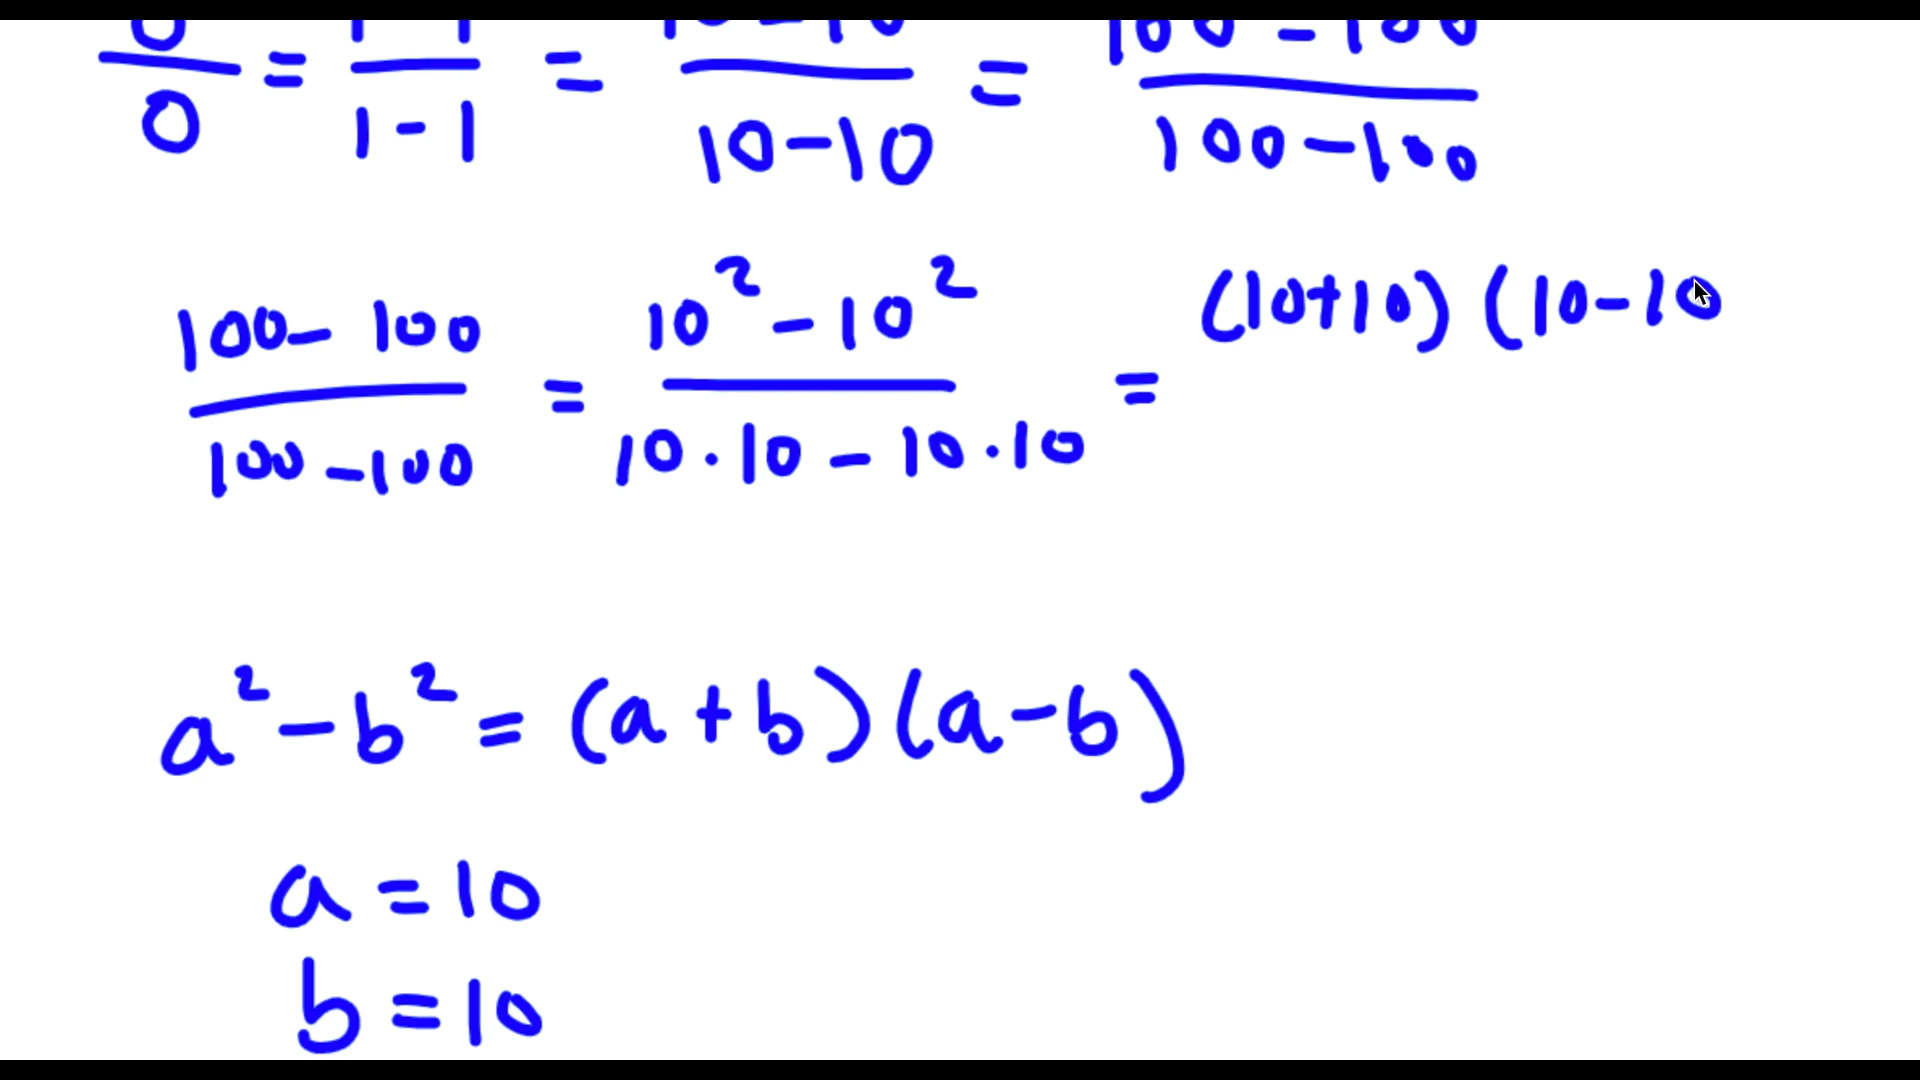 0/0 = 1-1/1-1 = 10-10/10-10 = 100-100/100-100
100-100/100-100 = 10²-10²/10·10-10·10 = (10+10)(10-10
a²-b² = (a+b)(a-b)
a=10
b=10